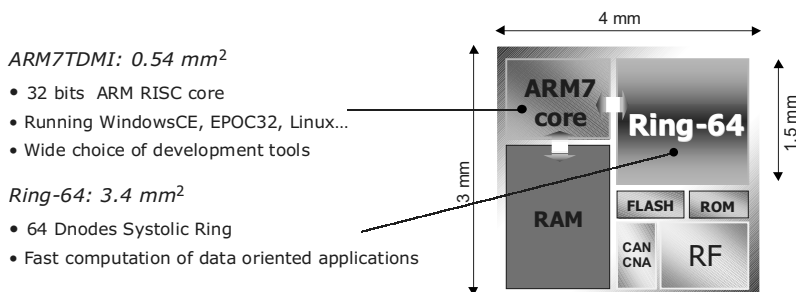 4 mm
ARM7TDMI: 0.54 mm2
• 32 bits ARM RISC core
• Running WindowsCE, EPOC32, Linux...
• Wide choice of development tools
Ring-64: 3.4 mm2
• 64 Dnodes Systolic Ring
• Fast computation of data oriented applications
3 mm
ARM7
core
Ring-64
1.5 mm
RAM
FLASH
ROM
CAN
CNA
RF